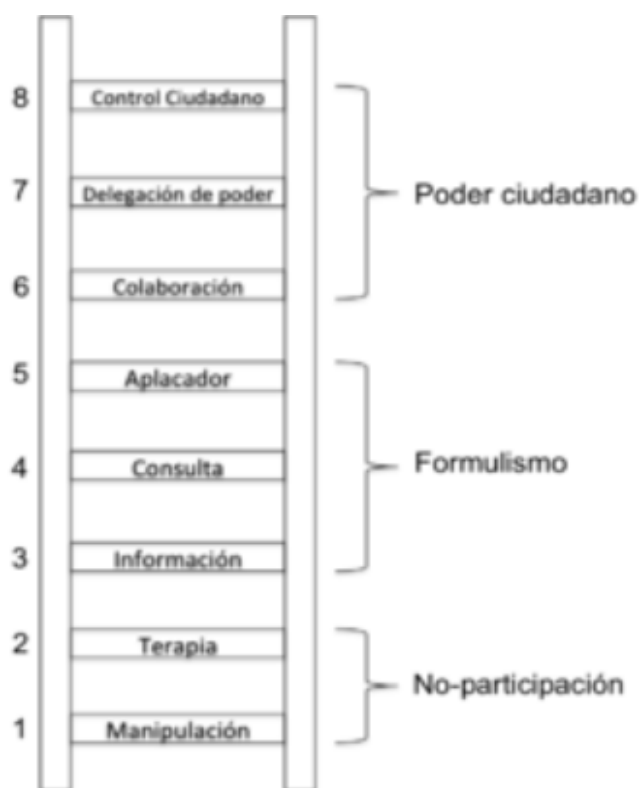 8 Control Ciudadano
7 Delegación de poder
Poder ciudadano
6 Colaboración
5 Aplacador
4 Consulta
Formulismo
3 Información
2 Terapia
No-participación
1 Manipulación